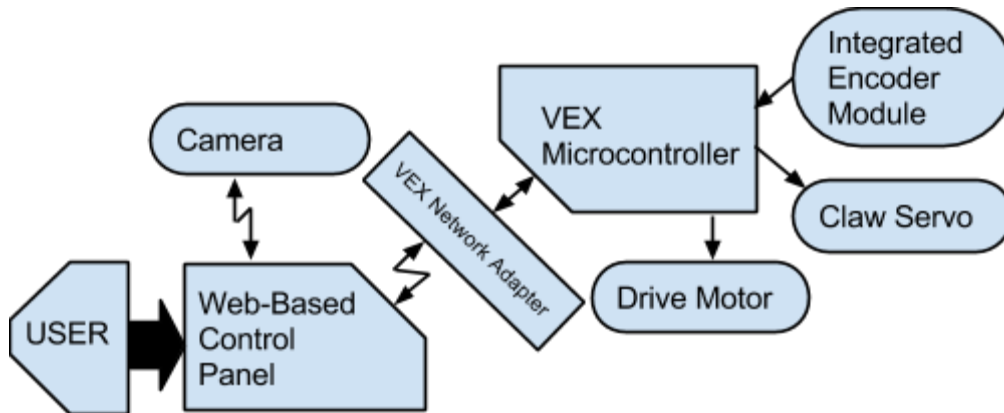 Integrated
Encoder
Module
VEX
Microcontroller
Camera
VEX Network Adapter
Claw Servo
Drive Motor
USER
Web-Based
Control
Panel